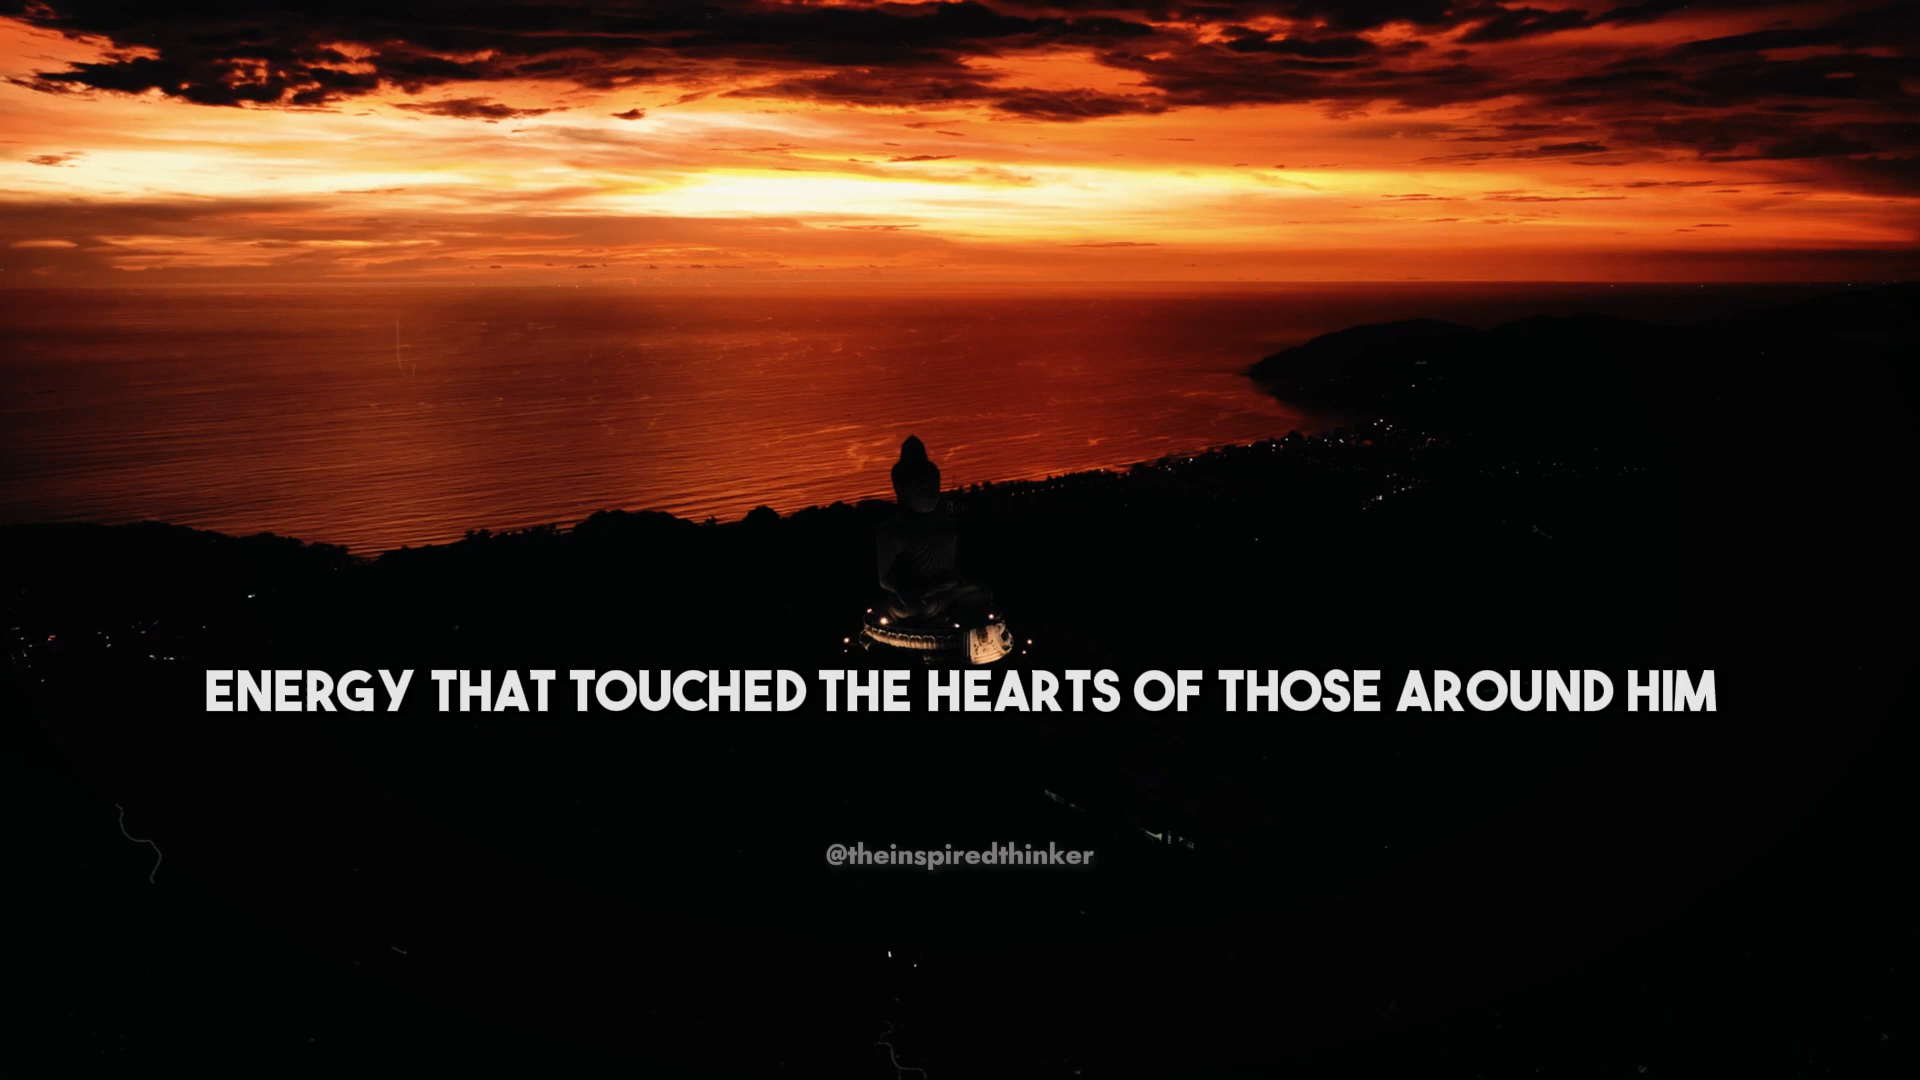 ENERGY THAT TOUCHED THE HEARTS OF THOSE AROUND HIM
@theinspiredthinker